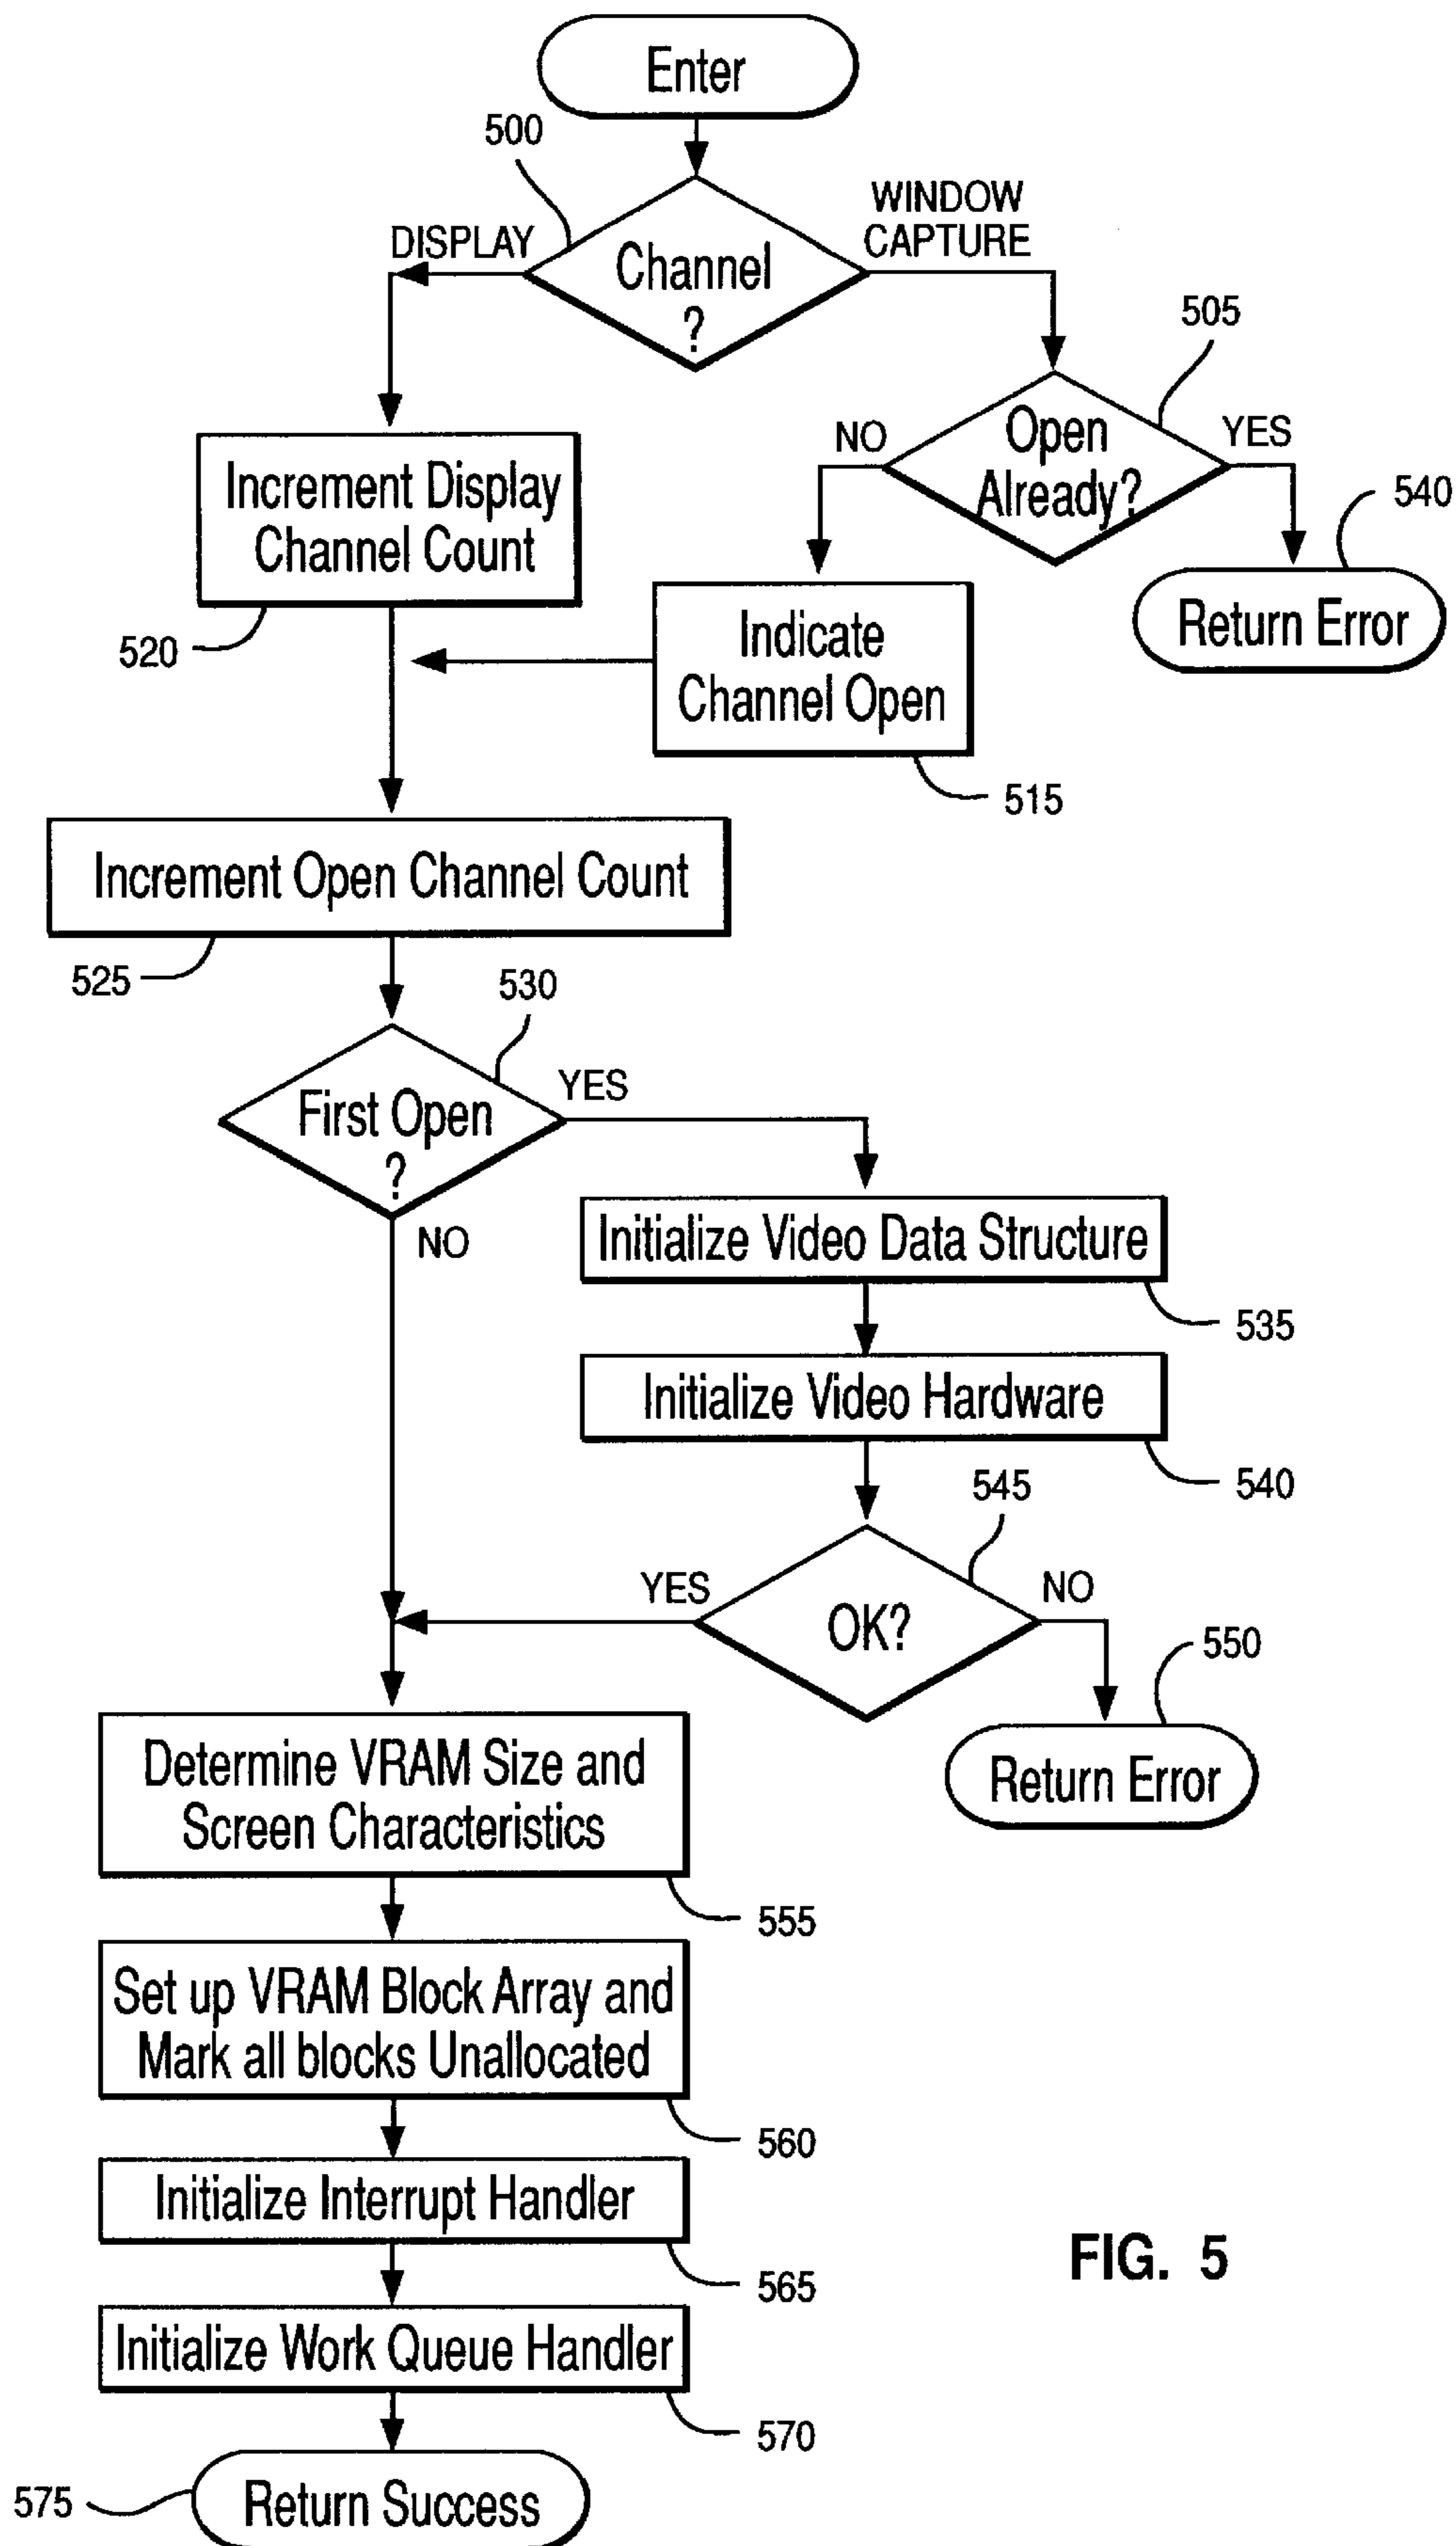 Enter
500
DISPLAY
WINDOW
CAPTURE
Channel
?
505
NO
Open
Already?
YES
540
Increment Display
Channel Count
Return Error
520
Indicate
Channel Open
515
Increment Open Channel Count
525
530
First Open
?
YES
NO
Initialize Video Data Structure
535
Initialize Video Hardware
540
545
YES
OK?
NO
550
Determine VRAM Size and
Screen Characteristics
Return Error
555
Set up VRAM Block Array and
Mark all blocks Unallocated
560
Initialize Interrupt Handler
565
FIG. 5
Initialize Work Queue Handler
570
575
Return Success